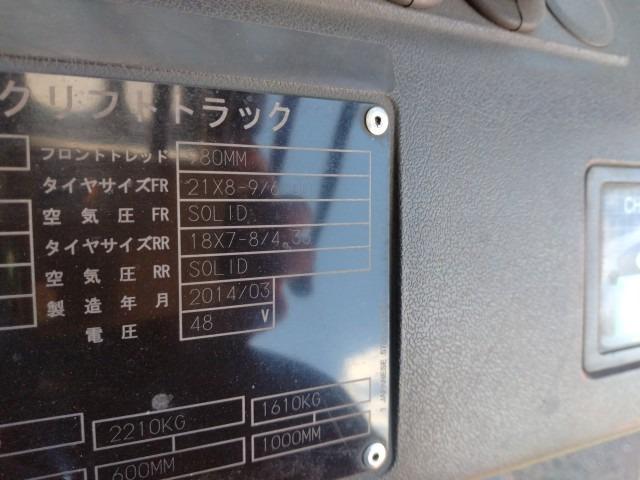 クリフトトラック
フロントトレッド 980MM
タイヤサイズFR 21X8-9/6
空気圧FR SOLID
タイヤサイズRR 18X7-8/4.33
空気圧RR SOLID
製造年月 2014/03
電圧 48 V
2210KG 1610KG
600MM 1000MM
CH